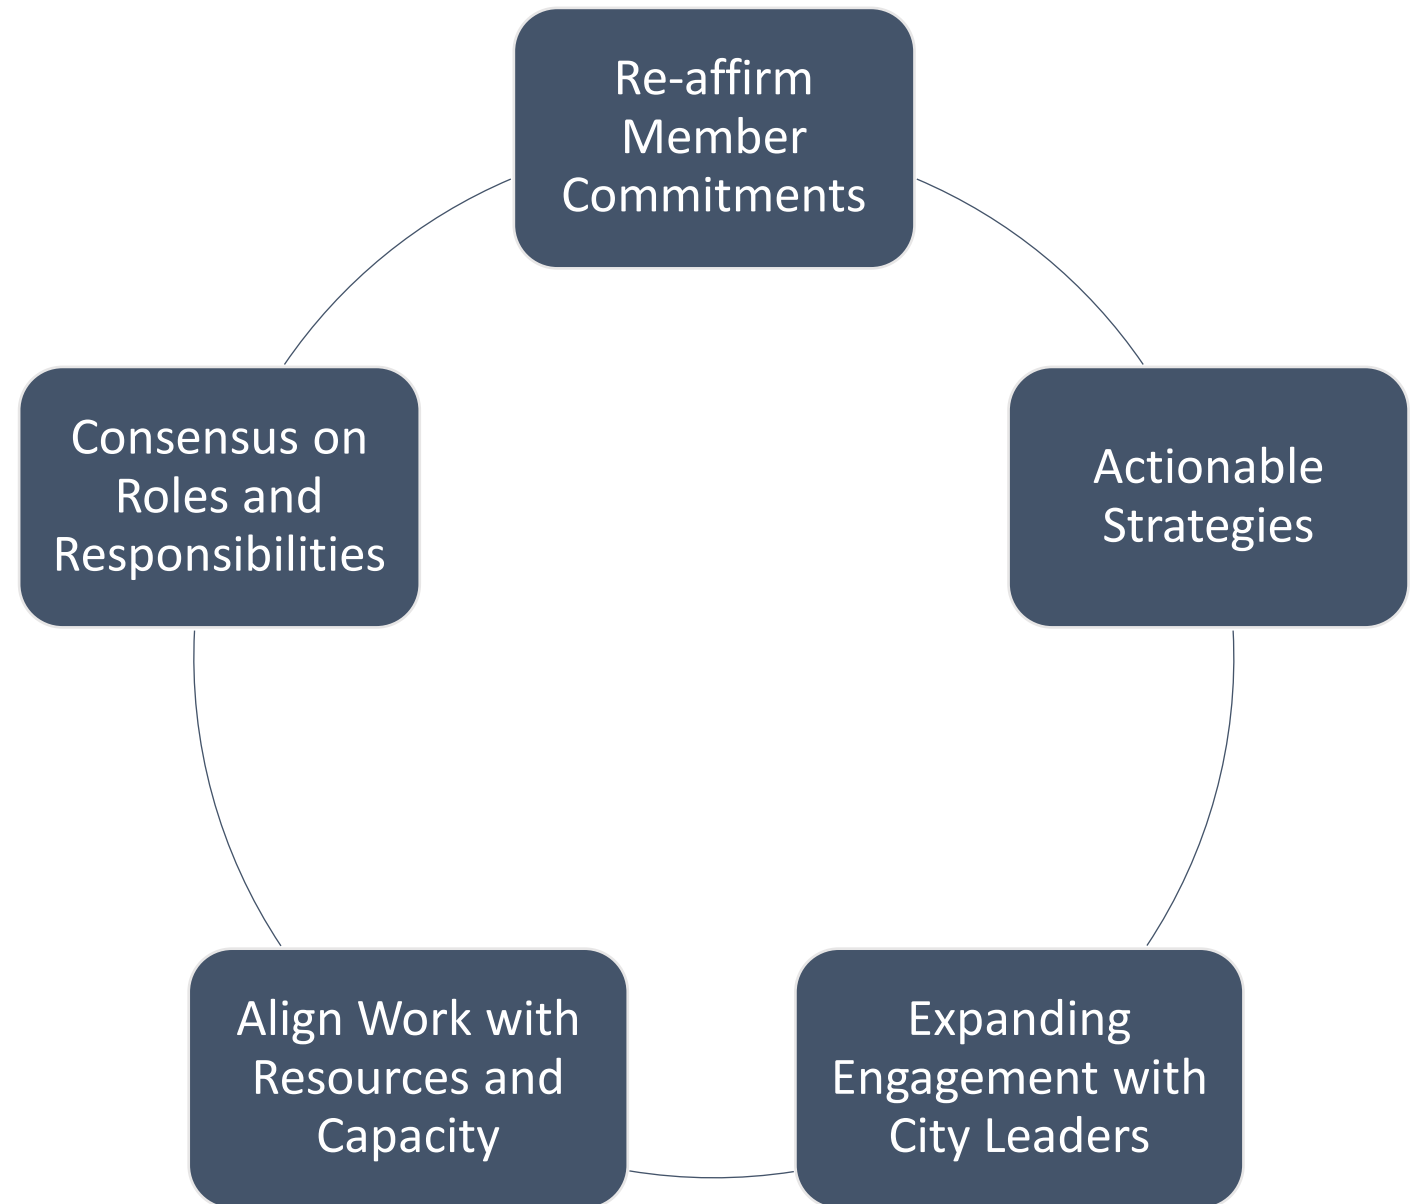 Re-affirm
Member
Commitments
Consensus on
Roles and
Responsibilities
Actionable
Strategies
Align Work with
Resources and
Capacity
Expanding
Engagement with
City Leaders